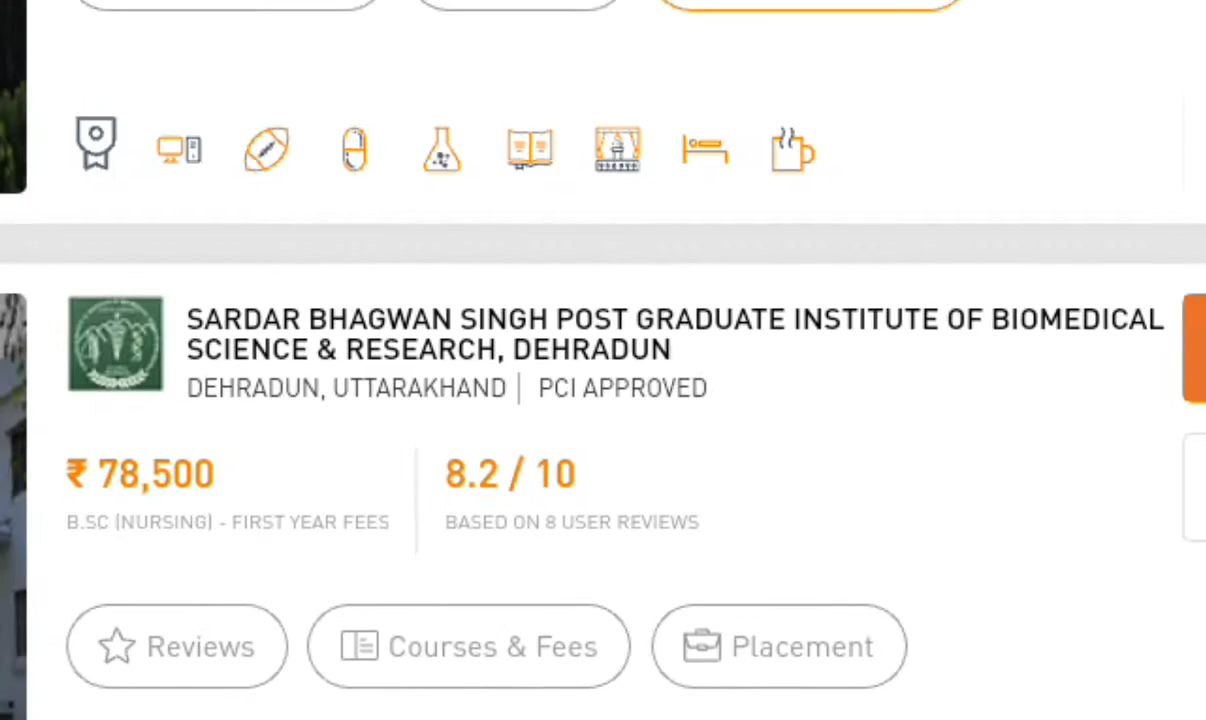 SARDAR BHAGWAN SINGH POST GRADUATE INSTITUTE OF BIOMEDICAL
SCIENCE & RESEARCH, DEHRADUN
DEHRADUN, UTTARAKHAND | PCI APPROVED
₹ 78,500
B.SC (NURSING) - FIRST YEAR FEES
8.2 / 10
BASED ON 8 USER REVIEWS
Reviews
Courses & Fees
Placement